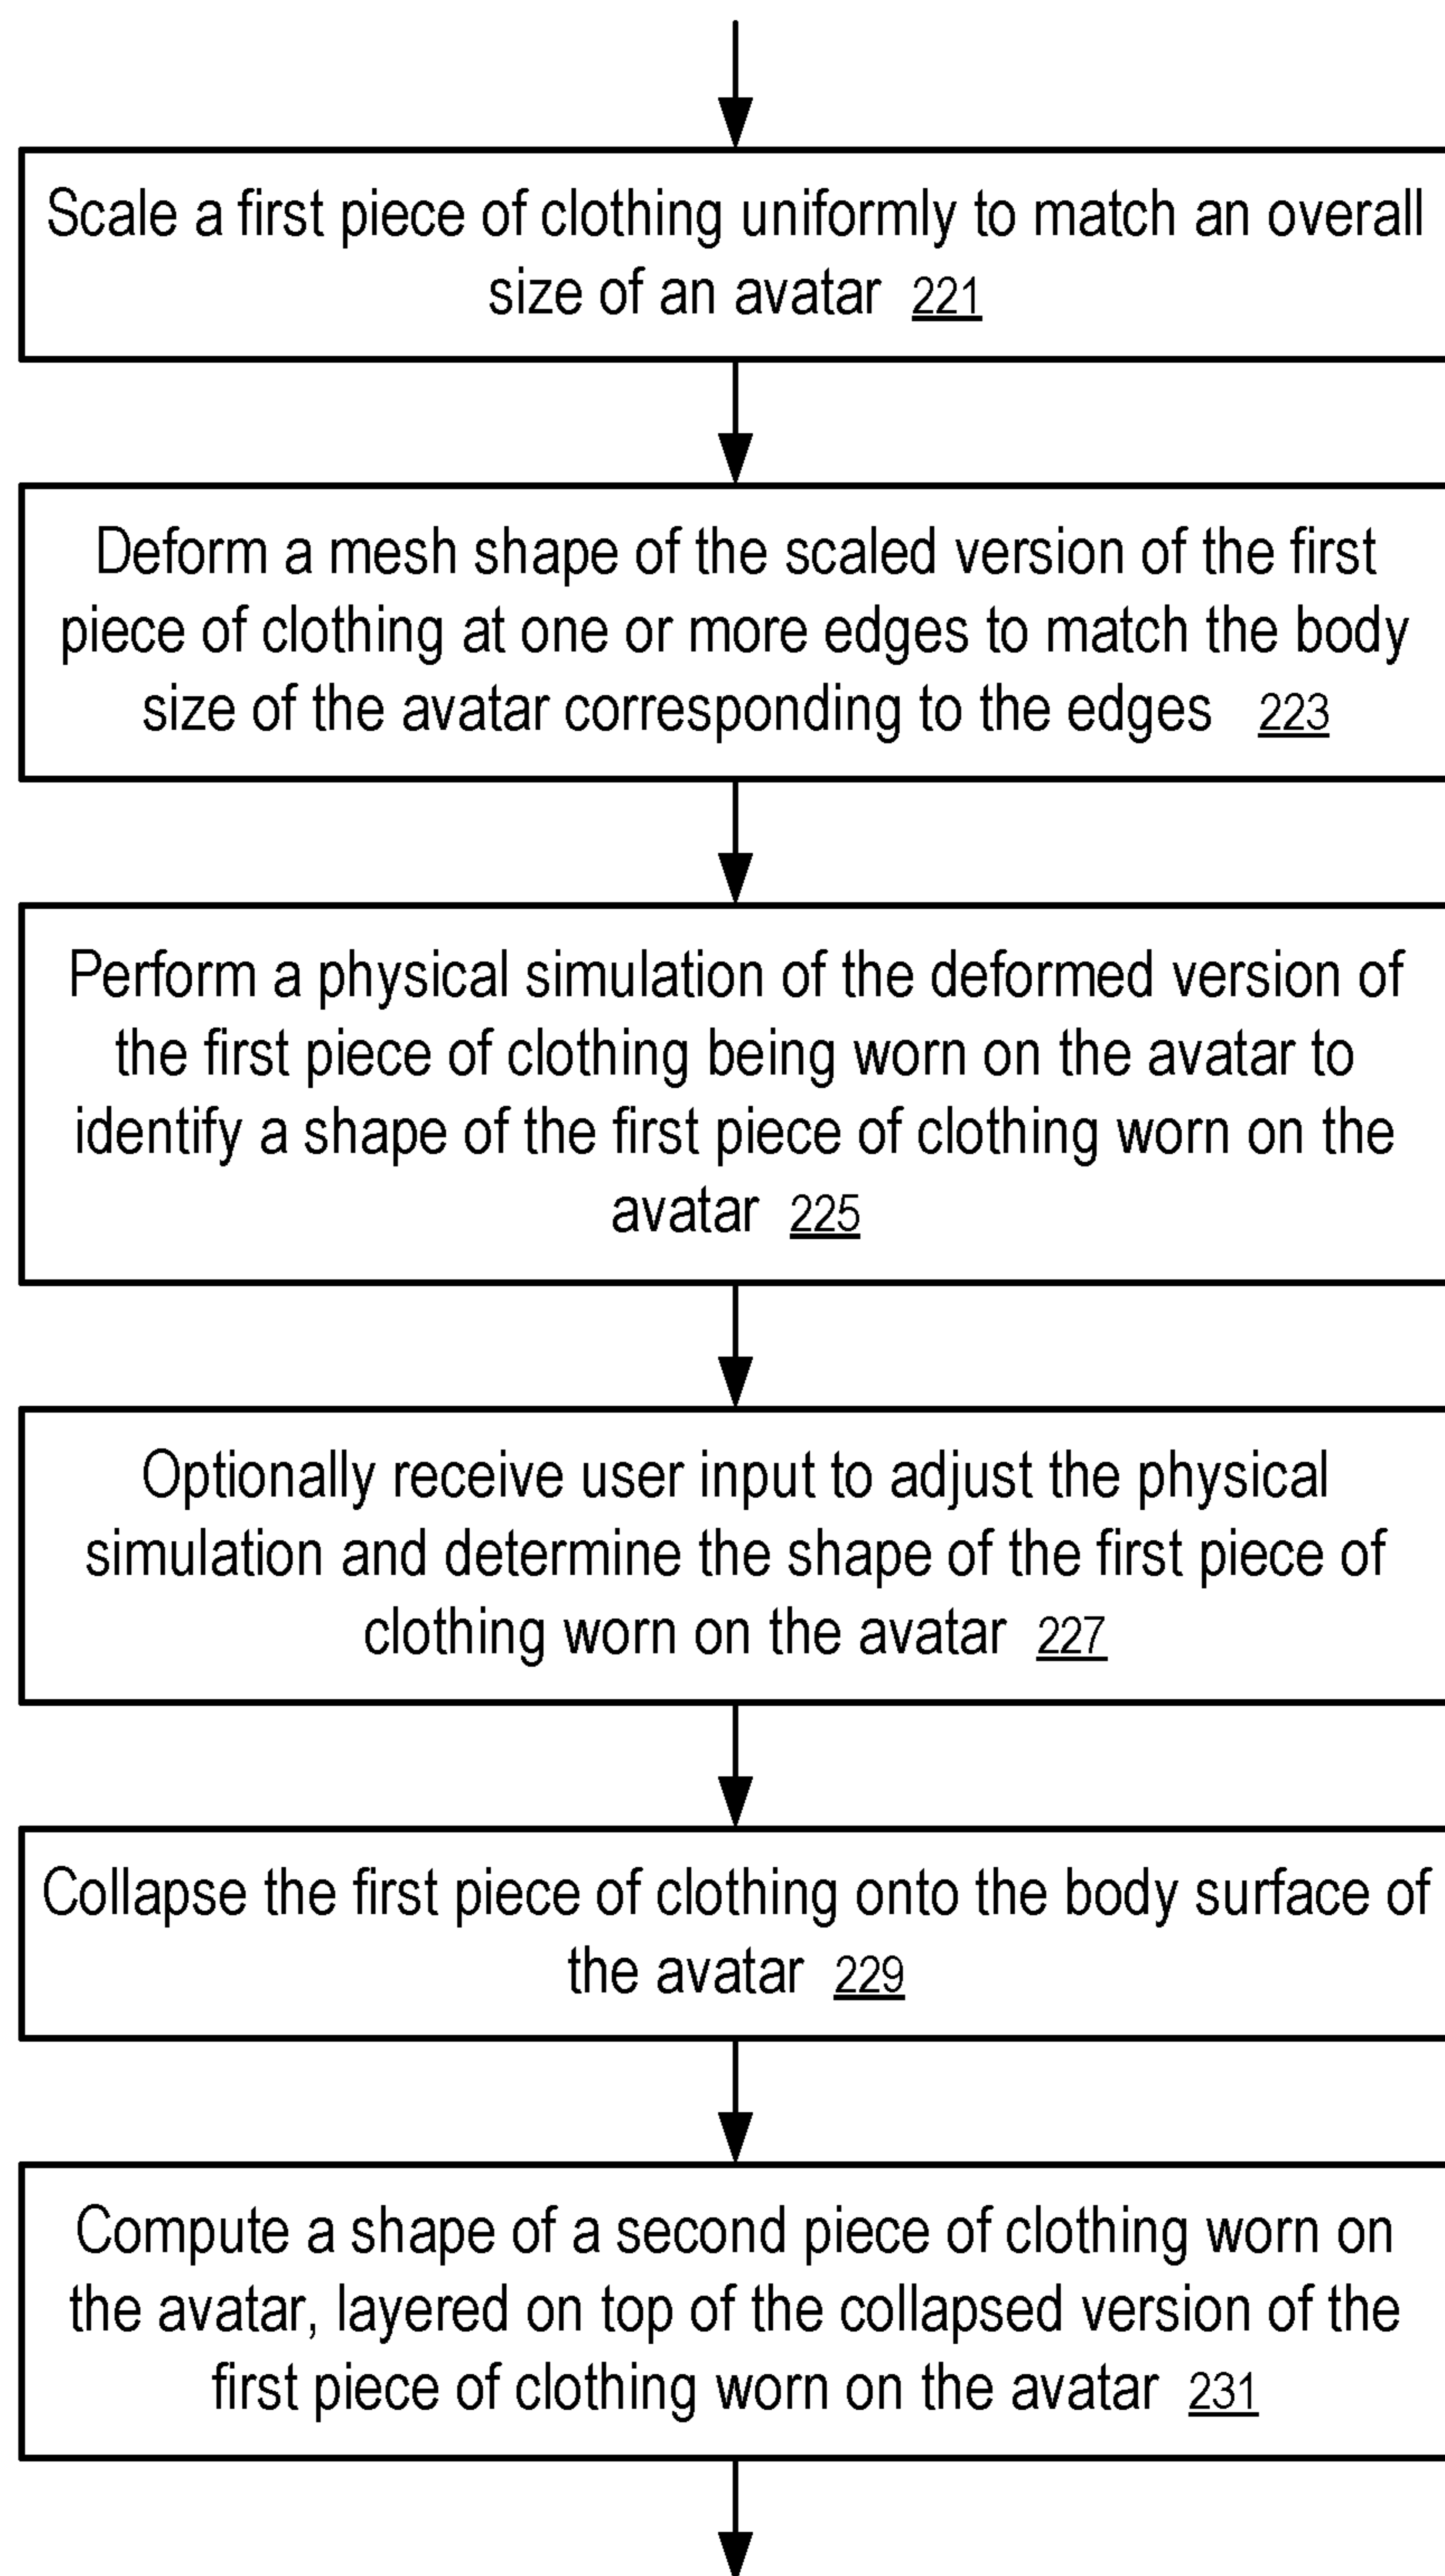 Scale a first piece of clothing uniformly to match an overall
size of an avatar 221
Deform a mesh shape of the scaled version of the first
piece of clothing at one or more edges to match the body
size of the avatar corresponding to the edges 223
Perform a physical simulation of the deformed version of
the first piece of clothing being worn on the avatar to
identify a shape of the first piece of clothing worn on the
avatar 225
Optionally receive user input to adjust the physical
simulation and determine the shape of the first piece of
clothing worn on the avatar 227
Collapse the first piece of clothing onto the body surface of
the avatar 229
Compute a shape of a second piece of clothing worn on
the avatar, layered on top of the collapsed version of the
first piece of clothing worn on the avatar 231